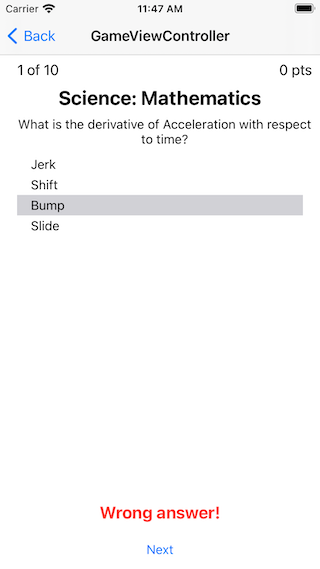 Carrier 11:47 AM
Back GameViewController
1 of 10 0 pts
Science: Mathematics
What is the derivative of Acceleration with respect
to time?
Jerk
Shift
Bump
Slide
Wrong answer!
Next